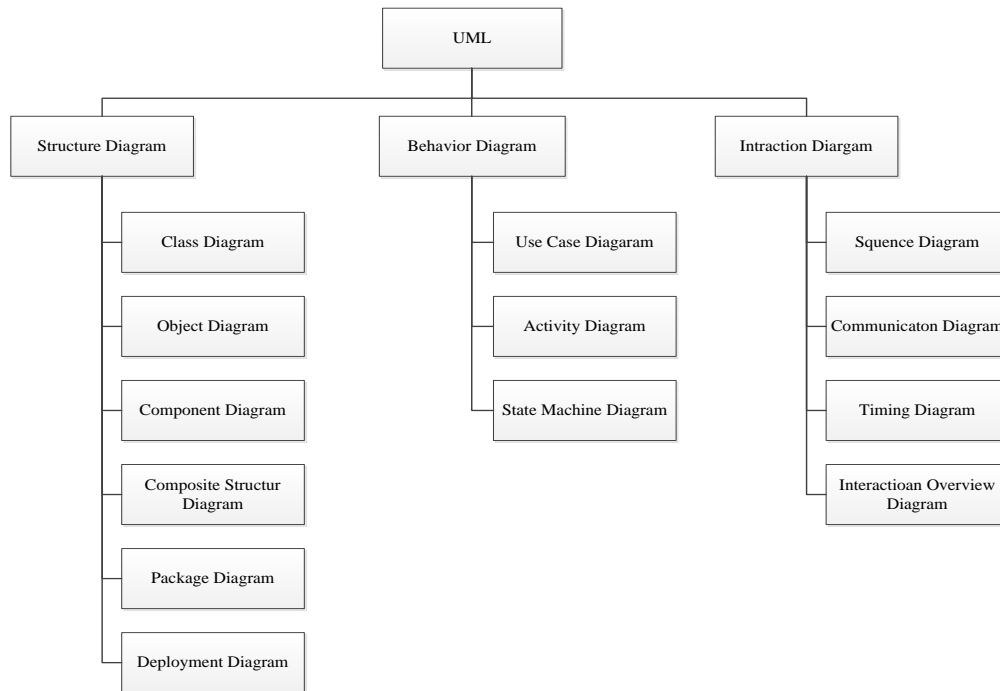 UML
Structure Diagram
Behavior Diagram
Intraction Diargam
Class Diagram
Object Diagram
Component Diagram
Composite Structur
Diagram
Package Diagram
Deployment Diagram
Use Case Diagaram
Activity Diagram
State Machine Diagram
Squence Diagram
Communicaton Diagram
Timing Diagram
Interactioan Overview
Diagram